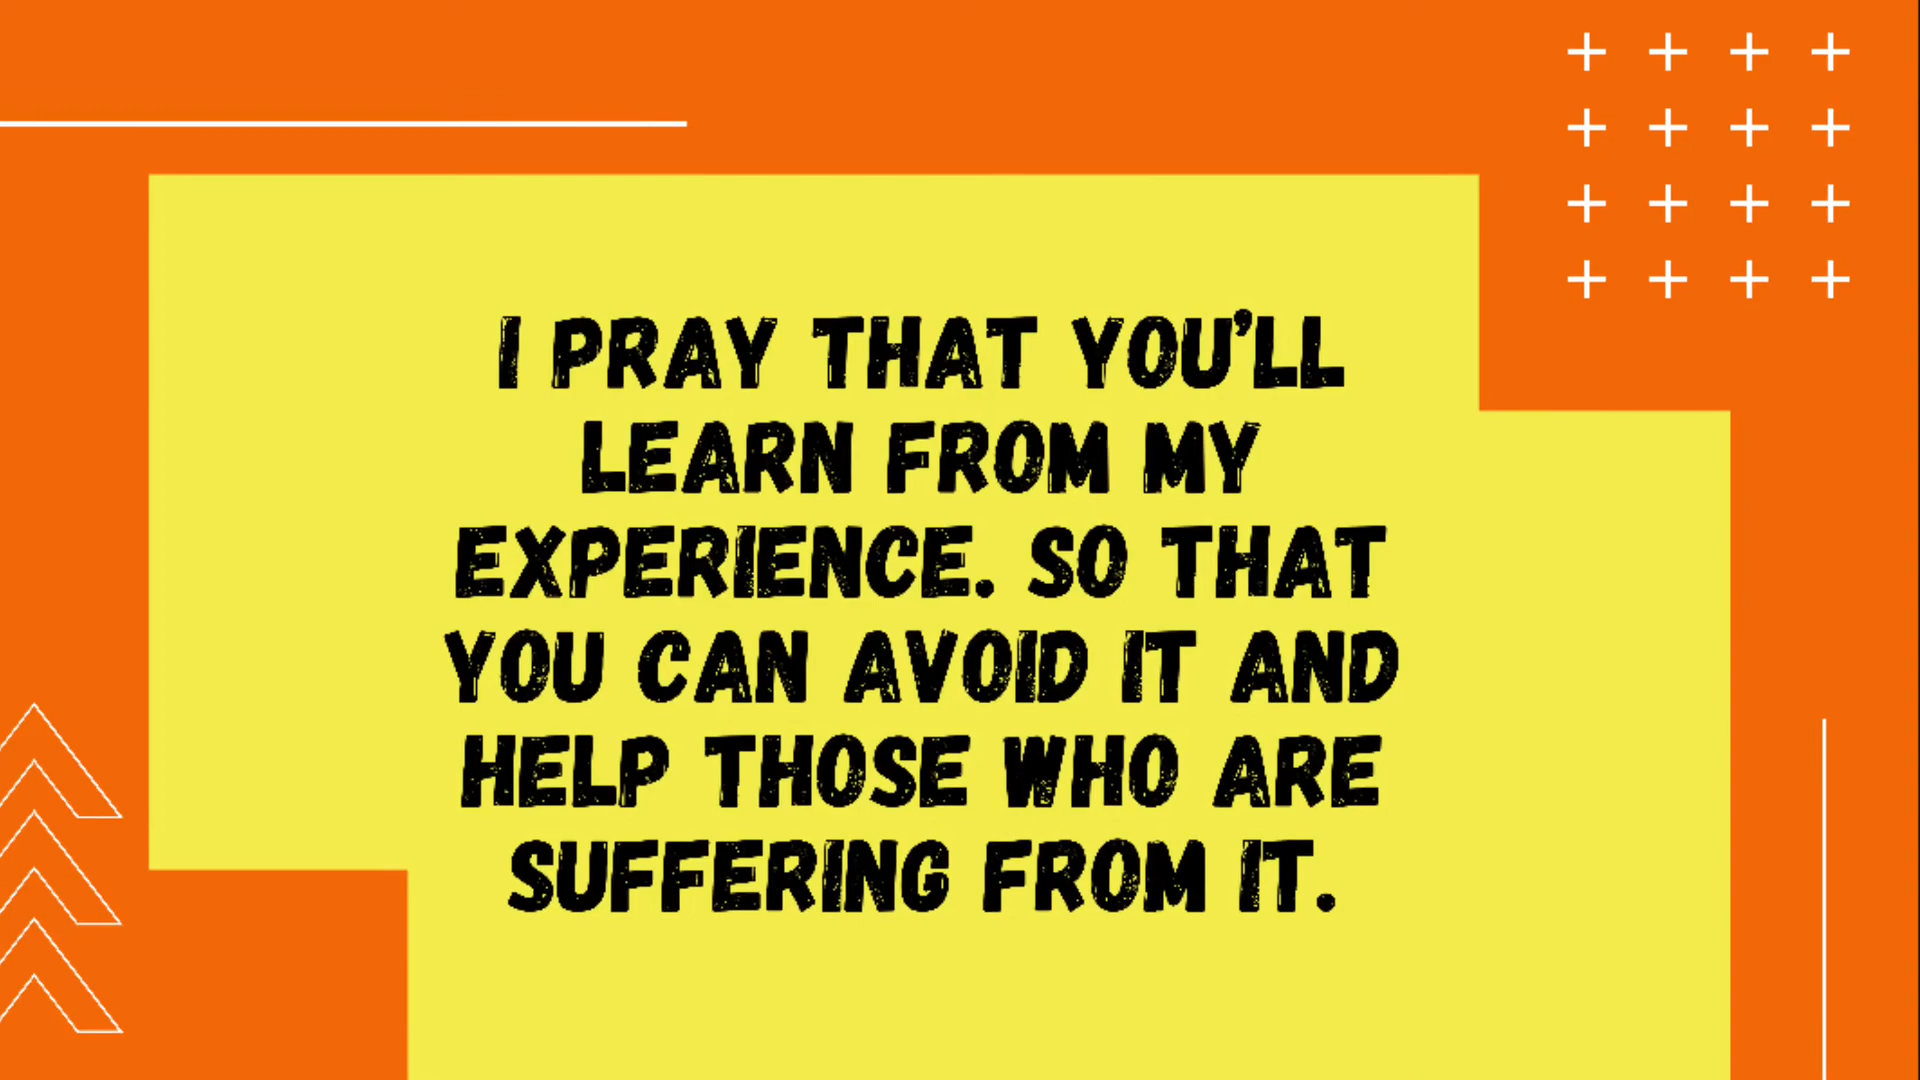 I PRAY THAT YOU'LL
LEARN FROM MY
EXPERIENCE. SO THAT
YOU CAN AVOID IT AND
HELP THOSE WHO ARE
SUFFERING FROM IT.